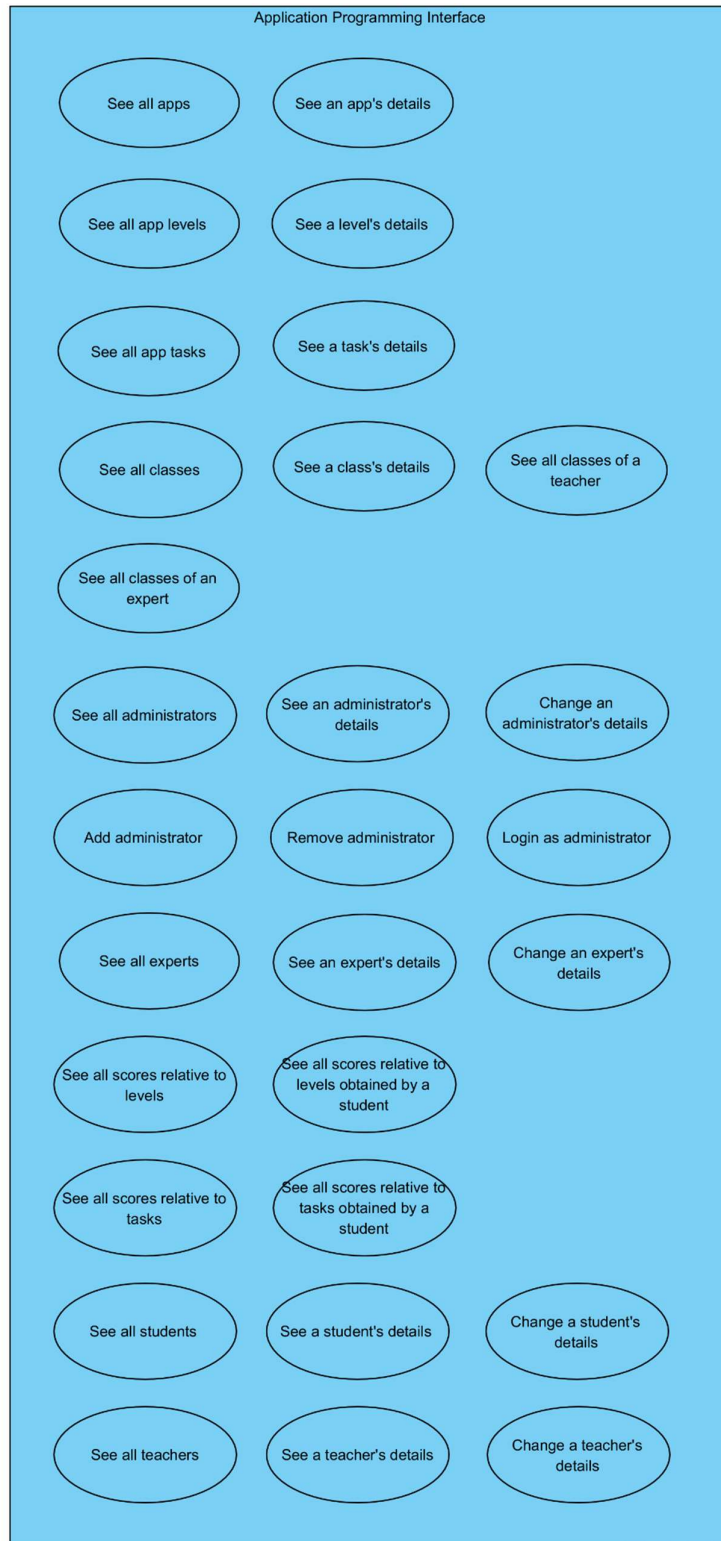 Application Programming Interface
See all apps
See an app's details
See all app levels
See a level's details
See all app tasks
See a task's details
See all classes
See a class's details
See all classes of a
teacher
See all classes of an
expert
See all administrators
See an administrator's
details
Change an
administrator's details
Add administrator
Remove administrator
Login as administrator
See all experts
See an expert's details
Change an expert's
details
See all scores relative to
levels
See all scores relative to
levels obtained by a
student
See all scores relative to
tasks
See all scores relative to
tasks obtained by a
student
See all students
See a student's details
Change a student's
details
See all teachers
See a teacher's details
Change a teacher's
details